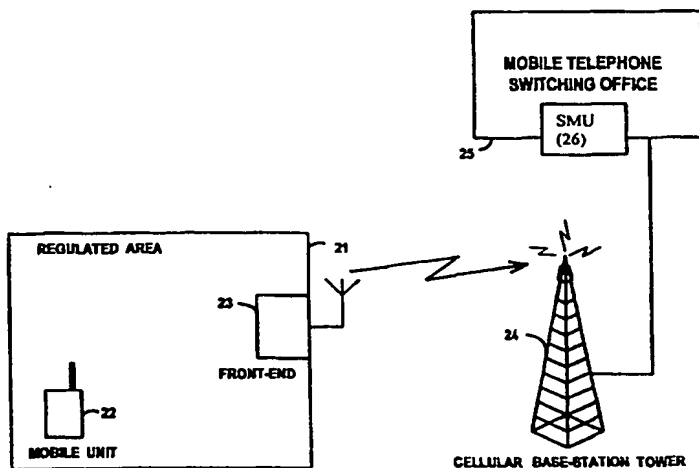 MOBILE TELEPHONE
SWITCHING OFFICE
SMU
(26)
25
REGULATED AREA
21
23
24
FRONT-END
22
MOBILE UNIT
CELLULAR BASE-STATION TOWER